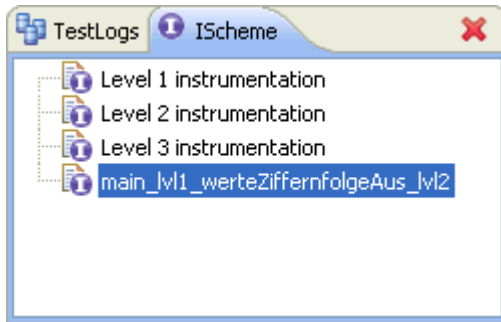 TestLogs IScheme
Level 1 instrumentation
Level 2 instrumentation
Level 3 instrumentation
main_lvl1_werteZiffernfolgeAus_lvl2